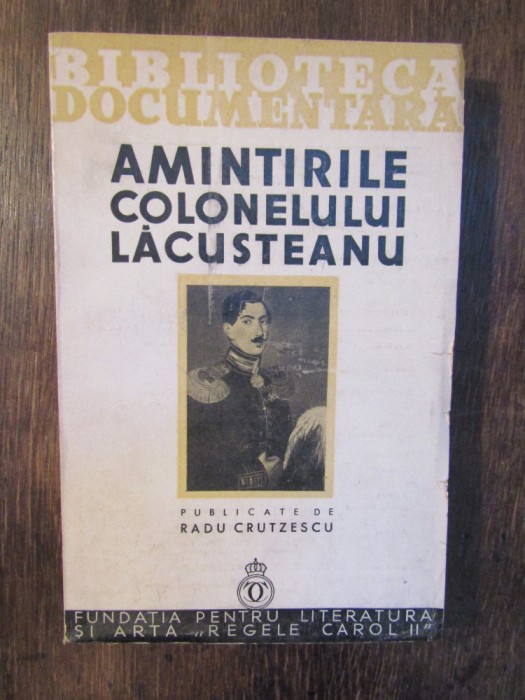 BIBLIOTECA
DOCUMENTARĂ
AMINTIRILE
COLONELULUI
LĂCUSTEANU
PUBLICATE DE
RADU CRUTZESCU
FUNDAȚIA PENTRU LITERATURĂ
ȘI ARTĂ „REGELE CAROL II"